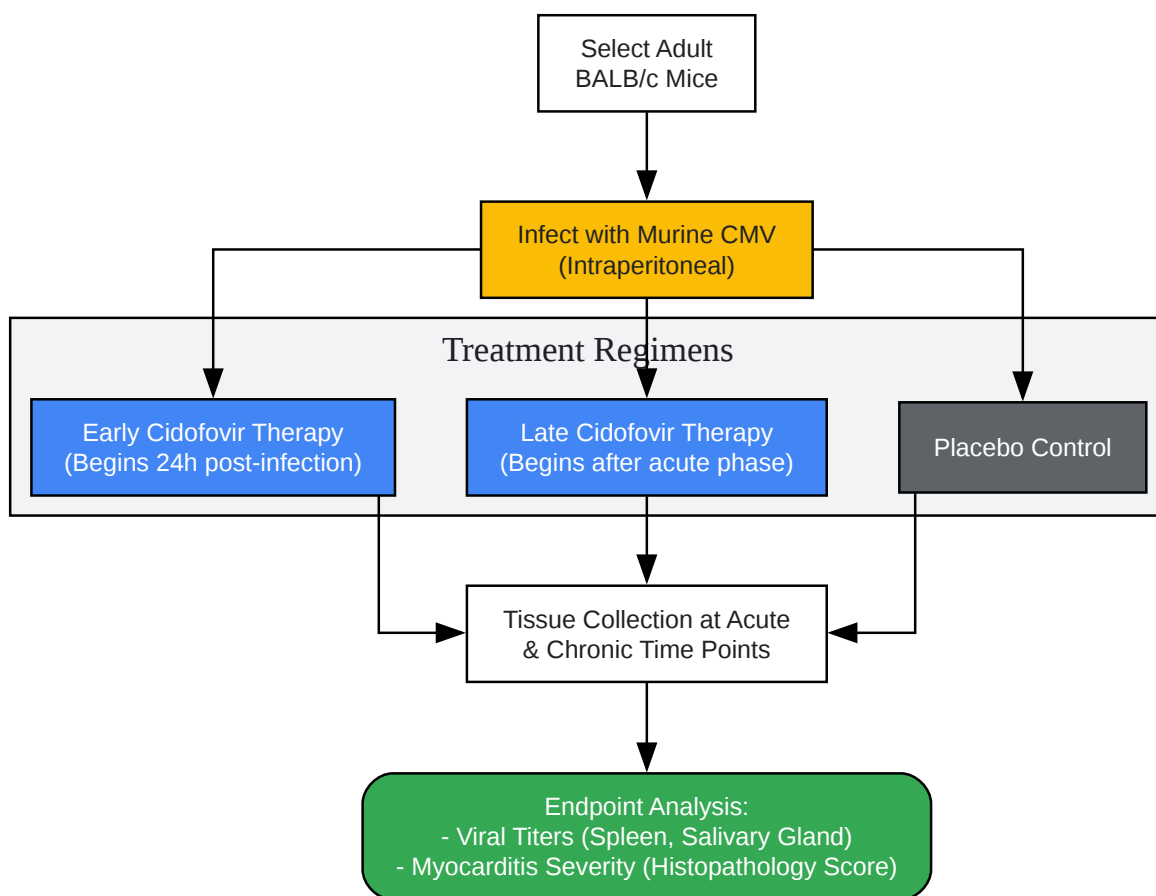 Select Adult
BALB/c Mice
Infect with Murine CMV
(Intraperitoneal)
Treatment Regimens
Early Cidofovir Therapy
(Begins 24h post-infection)
Late Cidofovir Therapy
(Begins after acute phase)
Placebo Control
Tissue Collection at Acute
& Chronic Time Points
Endpoint Analysis:
- Viral Titers (Spleen, Salivary Gland)
- Myocarditis Severity (Histopathology Score)